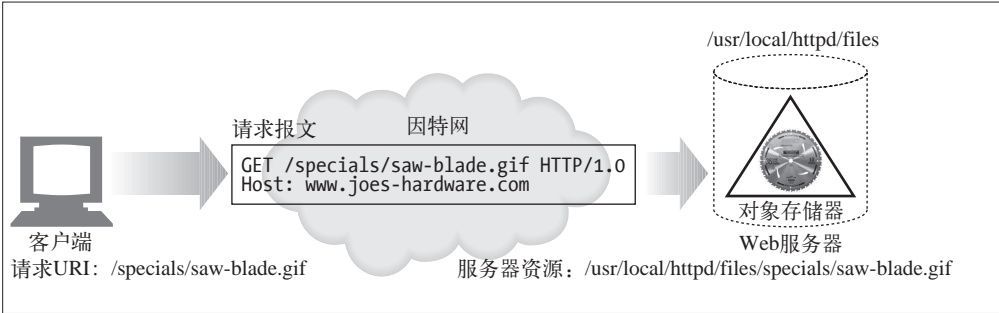 /usr/local/httpd/files
请求报文
因特网
GET /specials/saw-blade.gif HTTP/1.0
Host: www.joes-hardware.com
对象存储器
客户端
Web服务器
请求URI：/specials/saw-blade.gif
服务器资源：/usr/local/httpd/files/specials/saw-blade.gif